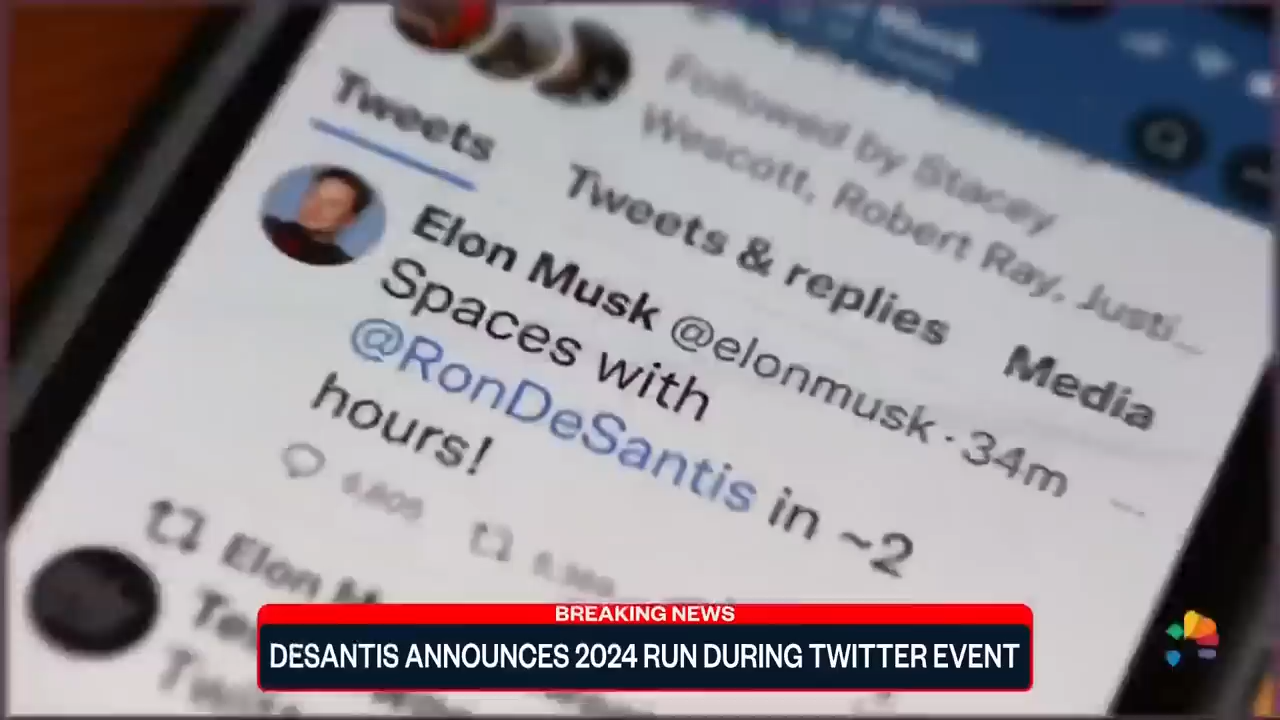 Followed by Stacey
Wescott, Robert Ray, Justi...
Tweets
Tweets & replies
Media
Elon Musk @elonmusk · 34m
Spaces with
@RonDeSantis in ~2
hours!
Elon M
BREAKING NEWS
DESANTIS ANNOUNCES 2024 RUN DURING TWITTER EVENT